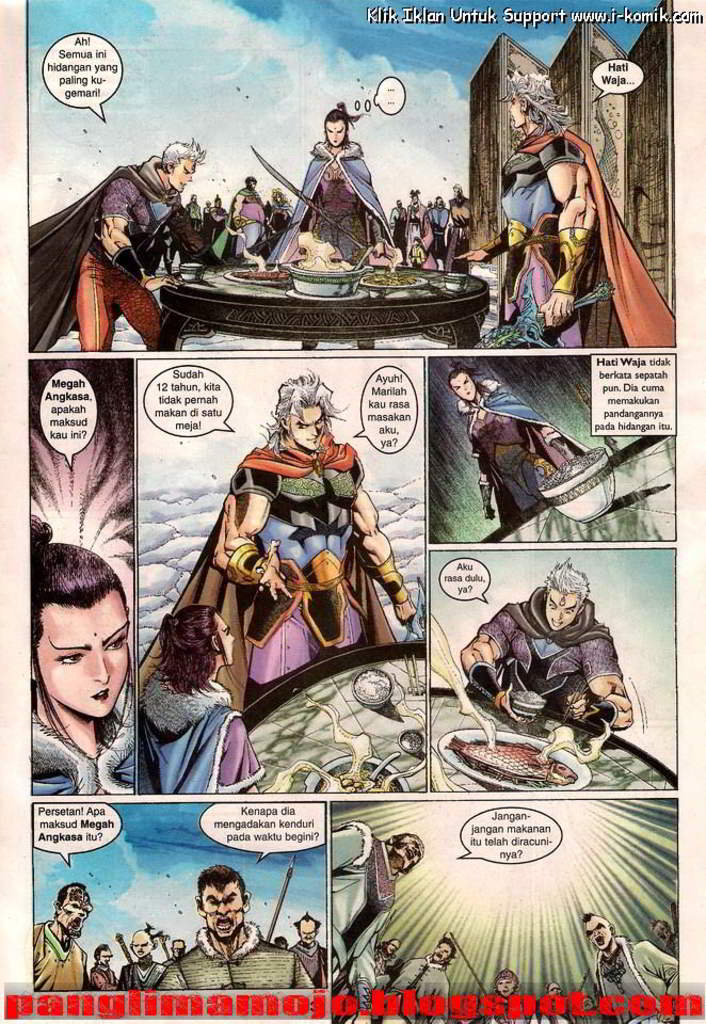 Klik Iklan Untuk Support www.i-komik.com
Ah!
Semua ini
hidangan yang
paling ku-
gemari!
...
Hati
Waja...
Megah
Angkasa,
apakah
maksud
kau ini?
Sudah
12 tahun, kita
tidak pernah
makan di satu
meja!
Ayuh!
Marilah
kau rasa
masakan
aku,
ya?
Hati Waja tidak
berkata sepatah
pun. Dia cuma
memakukan
pandangannya
pada hidangan itu.
Aku
rasa dulu,
ya?
Persetan! Apa
maksud Megah
Angkasa itu?
Kenapa dia
mengadakan kenduri
pada waktu begini?
Jangan-
jangan makanan
itu telah diracuni-
nya?
panglimamojo.blogspot.com